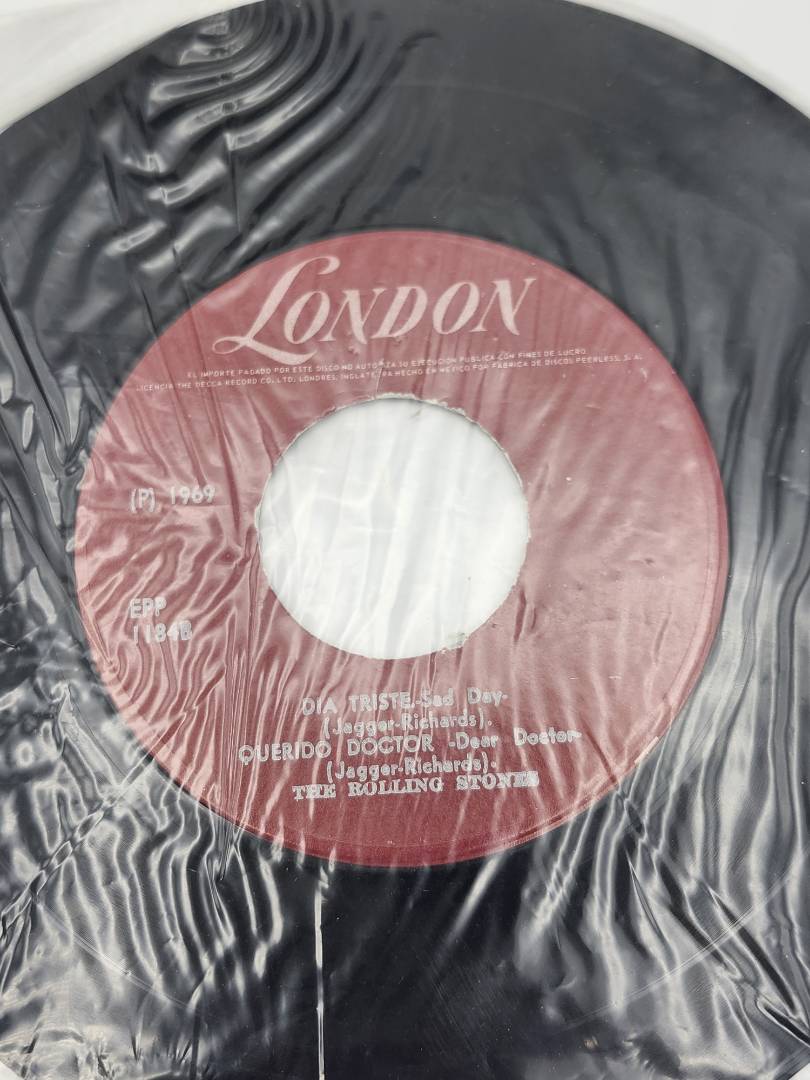 LONDON
EL IMPORTE PAGADO POR ESTE DISCO NO AUTORIZA SU EJECUCION PUBLICA CON FINES DE LUCRO
LICENCIA THE DECCA RECORD CO. LTD. LONDRES, INGLATERRA HECHO EN MEXICO POR FABRICA DE DISCOS PEERLESS, S. A.
(P) 1969
EPP
1184B
DIA TRISTE.-Sad Day-
(Jagger-Richards).
QUERIDO DOCTOR -Dear Doctor-
(Jagger-Richards).
THE ROLLING STONES